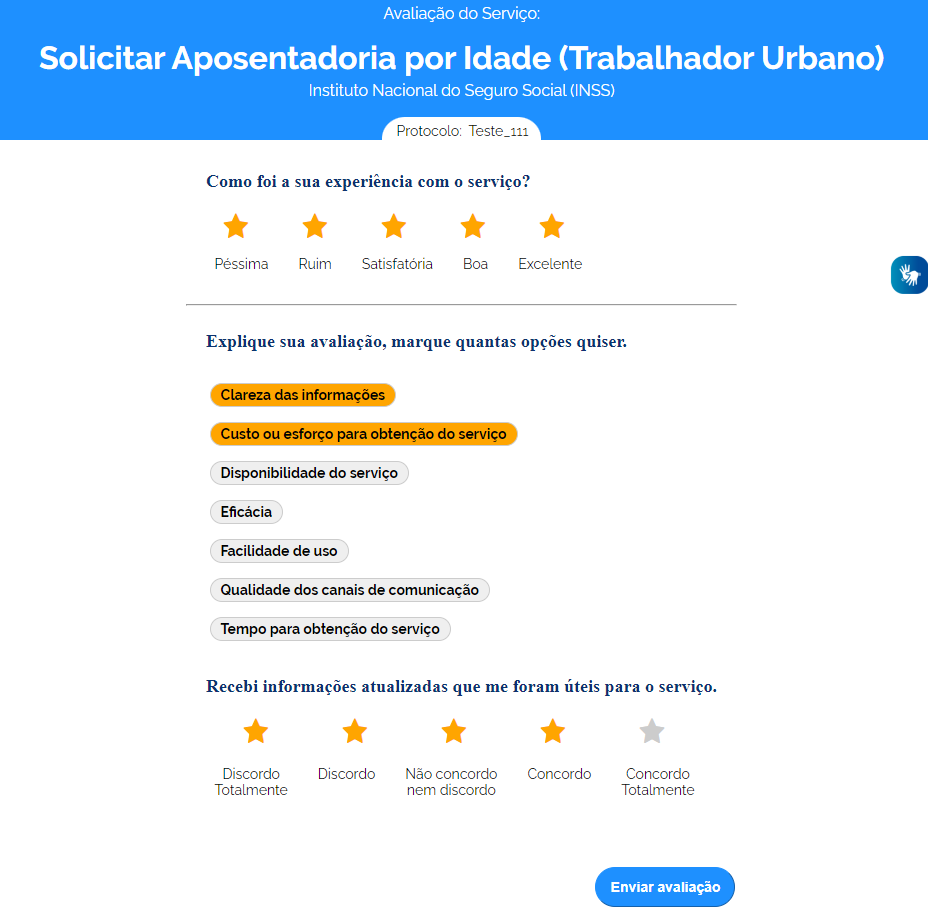 Avaliação do Serviço:
Solicitar Aposentadoria por Idade (Trabalhador Urbano)
Instituto Nacional do Seguro Social (INSS)
Protocolo: Teste_111
Como foi a sua experiência com o serviço?
Péssima Ruim Satisfatória Boa Excelente
Explique sua avaliação, marque quantas opções quiser.
Clareza das informações
Custo ou esforço para obtenção do serviço
Disponibilidade do serviço
Eficácia
Facilidade de uso
Qualidade dos canais de comunicação
Tempo para obtenção do serviço
Recebi informações atualizadas que me foram úteis para o serviço.
Discordo Totalmente
Discordo
Não concordo nem discordo
Concordo
Concordo Totalmente
Enviar avaliação